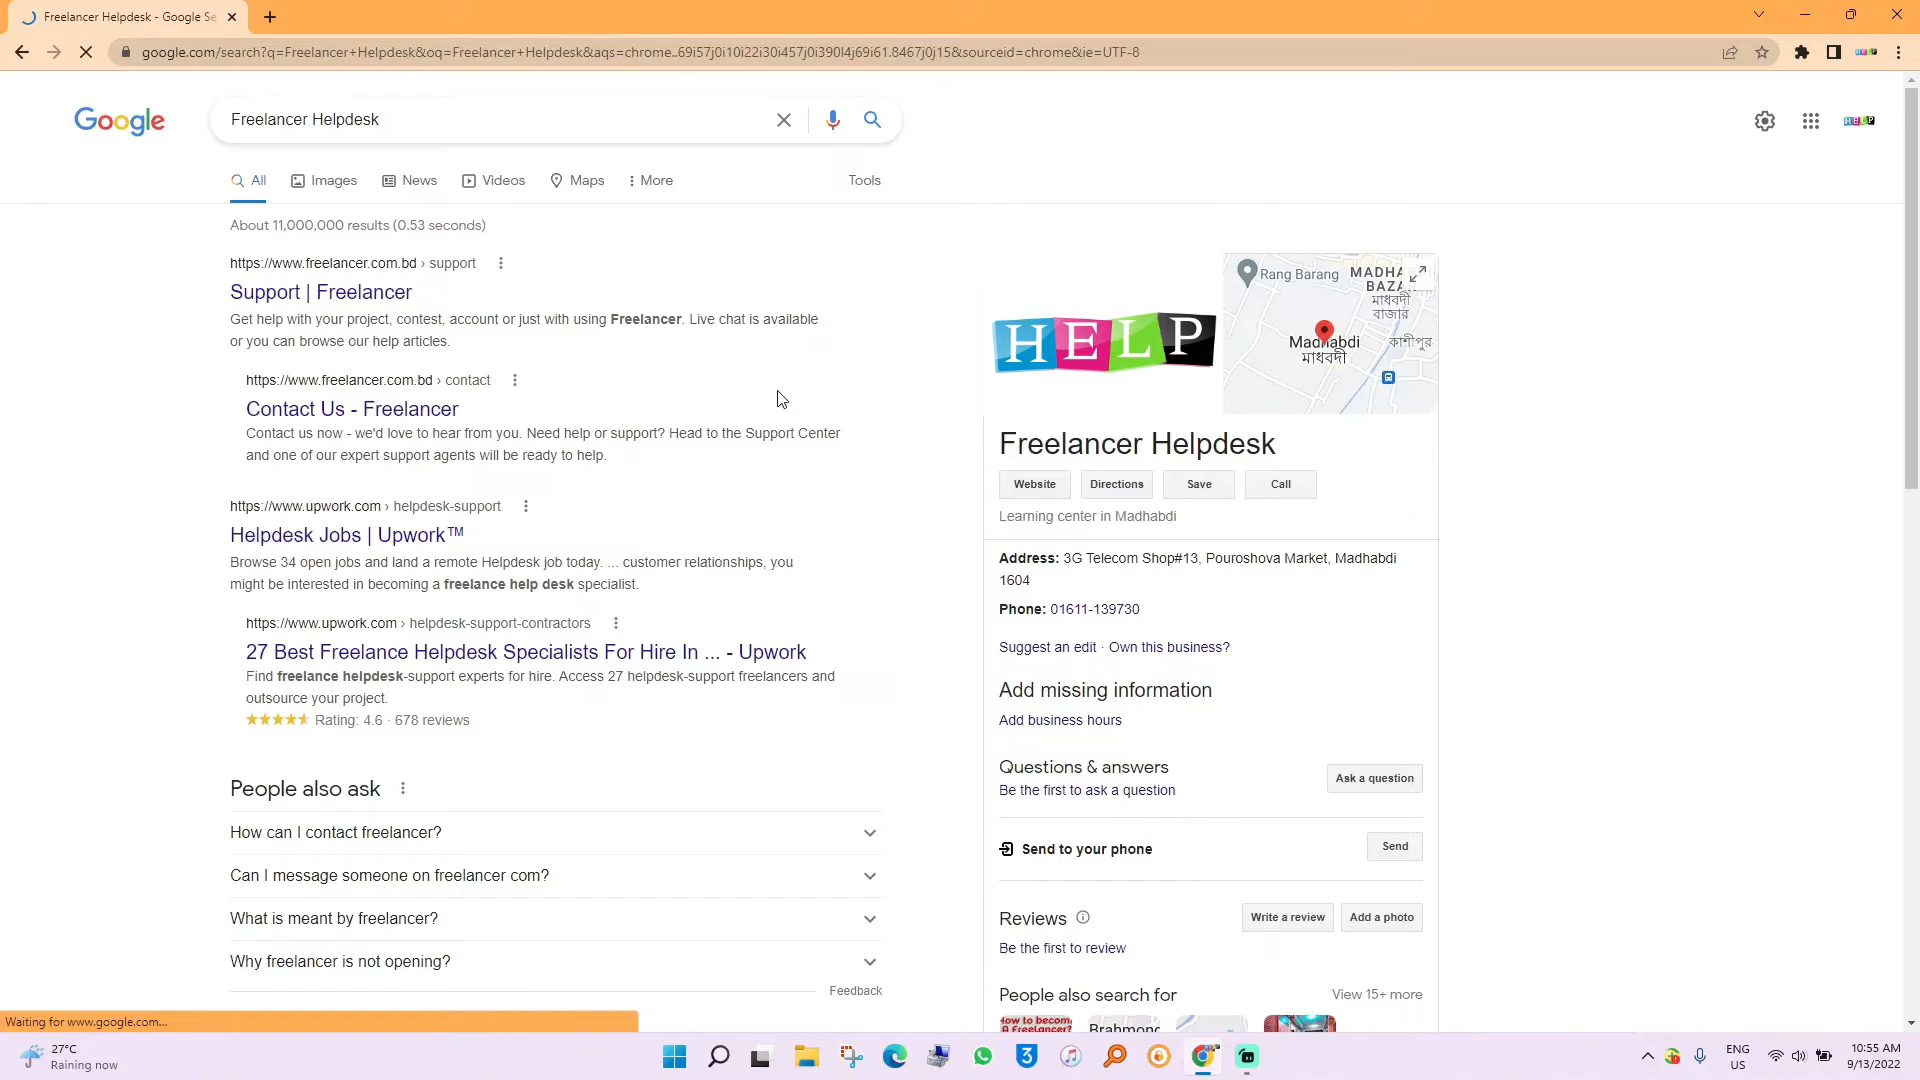 Freelancer Helpdesk - Google Se
google.com/search?q=Freelancer+Helpdesk&oq=Freelancer+Helpdesk&aqs=chrome..69i57j0i10i22i30i457j0i390l4j69i61.8467j0j15&sourceid=chrome&ie=UTF-8
Google
Freelancer Helpdesk
HELP
All
Images
News
Videos
Maps
More
Tools
About 11,000,000 results (0.53 seconds)
https://www.freelancer.com.bd › support
Support | Freelancer
Get help with your project, contest, account or just with using Freelancer. Live chat is available
or you can browse our help articles.
https://www.freelancer.com.bd › contact
Contact Us - Freelancer
Contact us now - we'd love to hear from you. Need help or support? Head to the Support Center
and one of our expert support agents will be ready to help.
https://www.upwork.com › helpdesk-support
Helpdesk Jobs | Upwork™
Browse 34 open jobs and land a remote Helpdesk job today. ... customer relationships, you
might be interested in becoming a freelance help desk specialist.
https://www.upwork.com › helpdesk-support-contractors
27 Best Freelance Helpdesk Specialists For Hire In ... - Upwork
Find freelance helpdesk-support experts for hire. Access 27 helpdesk-support freelancers and
outsource your project.
Rating: 4.6 · 678 reviews
People also ask
How can I contact freelancer?
Can I message someone on freelancer com?
What is meant by freelancer?
Why freelancer is not opening?
Feedback
HELP
Rang Barang
MADHA
BAZA
মাধবদী
বাজার
Madhabdi
মাধবদী
কাশীপুর
Freelancer Helpdesk
Website
Directions
Save
Call
Learning center in Madhabdi
Address: 3G Telecom Shop#13, Pouroshova Market, Madhabdi
1604
Phone: 01611-139730
Suggest an edit · Own this business?
Add missing information
Add business hours
Questions & answers
Be the first to ask a question
Ask a question
Send to your phone
Send
Reviews
Write a review
Add a photo
Be the first to review
People also search for
View 15+ more
How to becom
A Freelancer?
Brahmono
Waiting for www.google.com...
27°C
Raining now
ENG
US
10:55 AM
9/13/2022